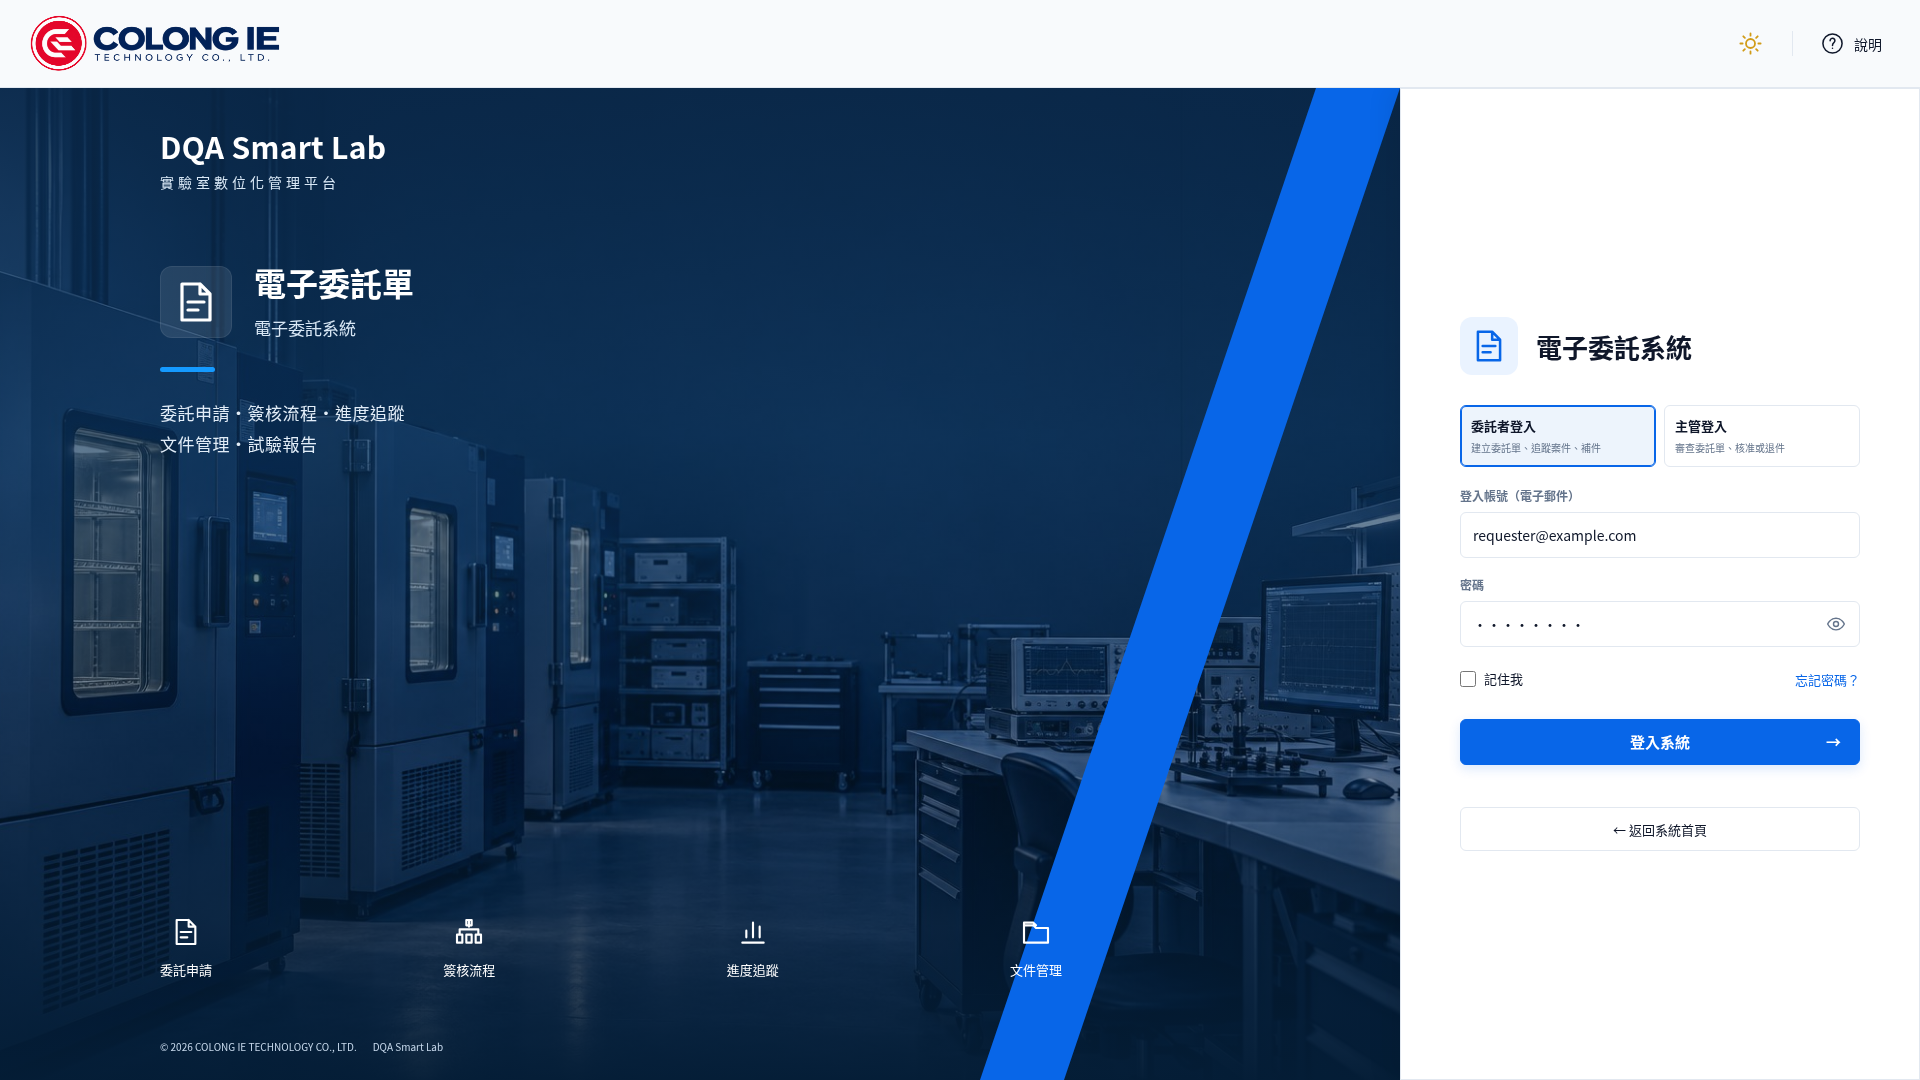 COLONG IE
TECHNOLOGY CO., LTD.
說明
DQA Smart Lab
實驗室數位化管理平台
電子委託單
電子委託系統
委託申請・簽核流程・進度追蹤
文件管理・試驗報告
委託申請
簽核流程
進度追蹤
文件管理
© 2026 COLONG IE TECHNOLOGY CO., LTD. DQA Smart Lab
電子委託系統
委託者登入
建立委託單、追蹤案件、補件
主管登入
審查委託單、核准或退件
登入帳號（電子郵件）
requester@example.com
密碼
記住我
忘記密碼？
登入系統 →
← 返回系統首頁